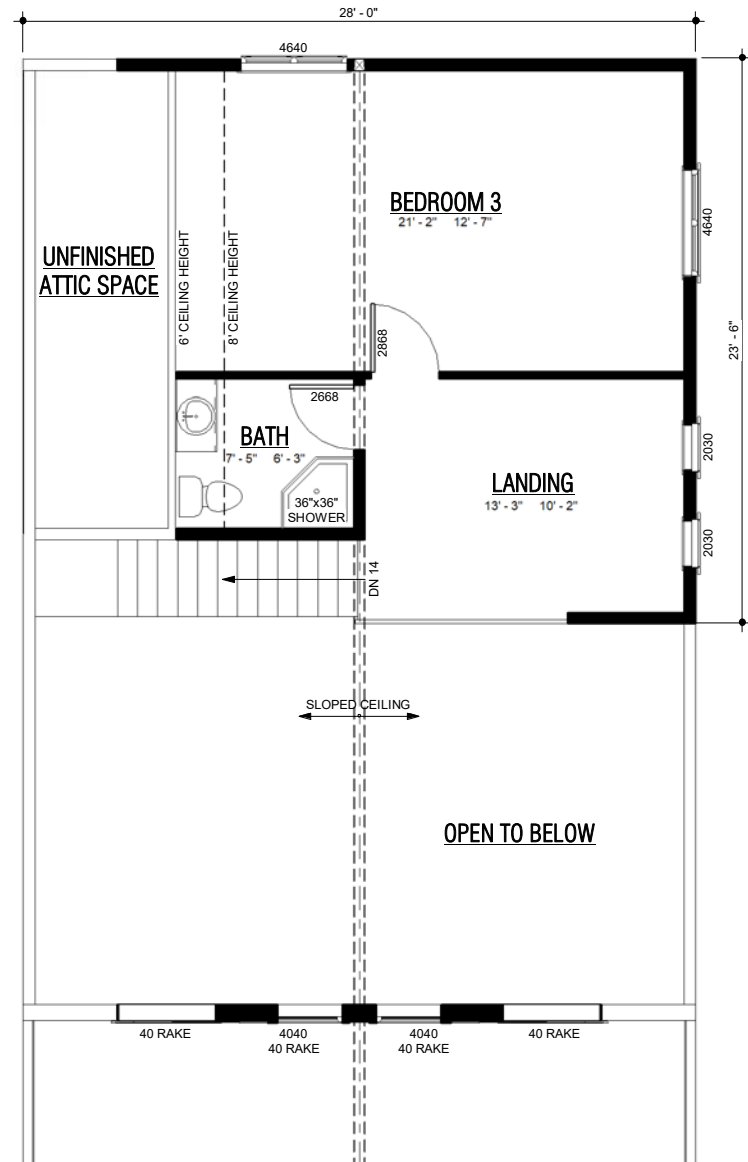 28' - 0"
4640
BEDROOM 3
21' - 2" 12' - 7"
4640
UNFINISHED
ATTIC SPACE
6' CEILING HEIGHT
8' CEILING HEIGHT
23' - 6"
2868
2668
BATH
7' - 5" 6' - 3"
2030
LANDING
13' - 3" 10' - 2"
36"x36"
SHOWER
2030
DN 14
SLOPED CEILING
OPEN TO BELOW
40 RAKE
4040
40 RAKE
4040
40 RAKE
40 RAKE